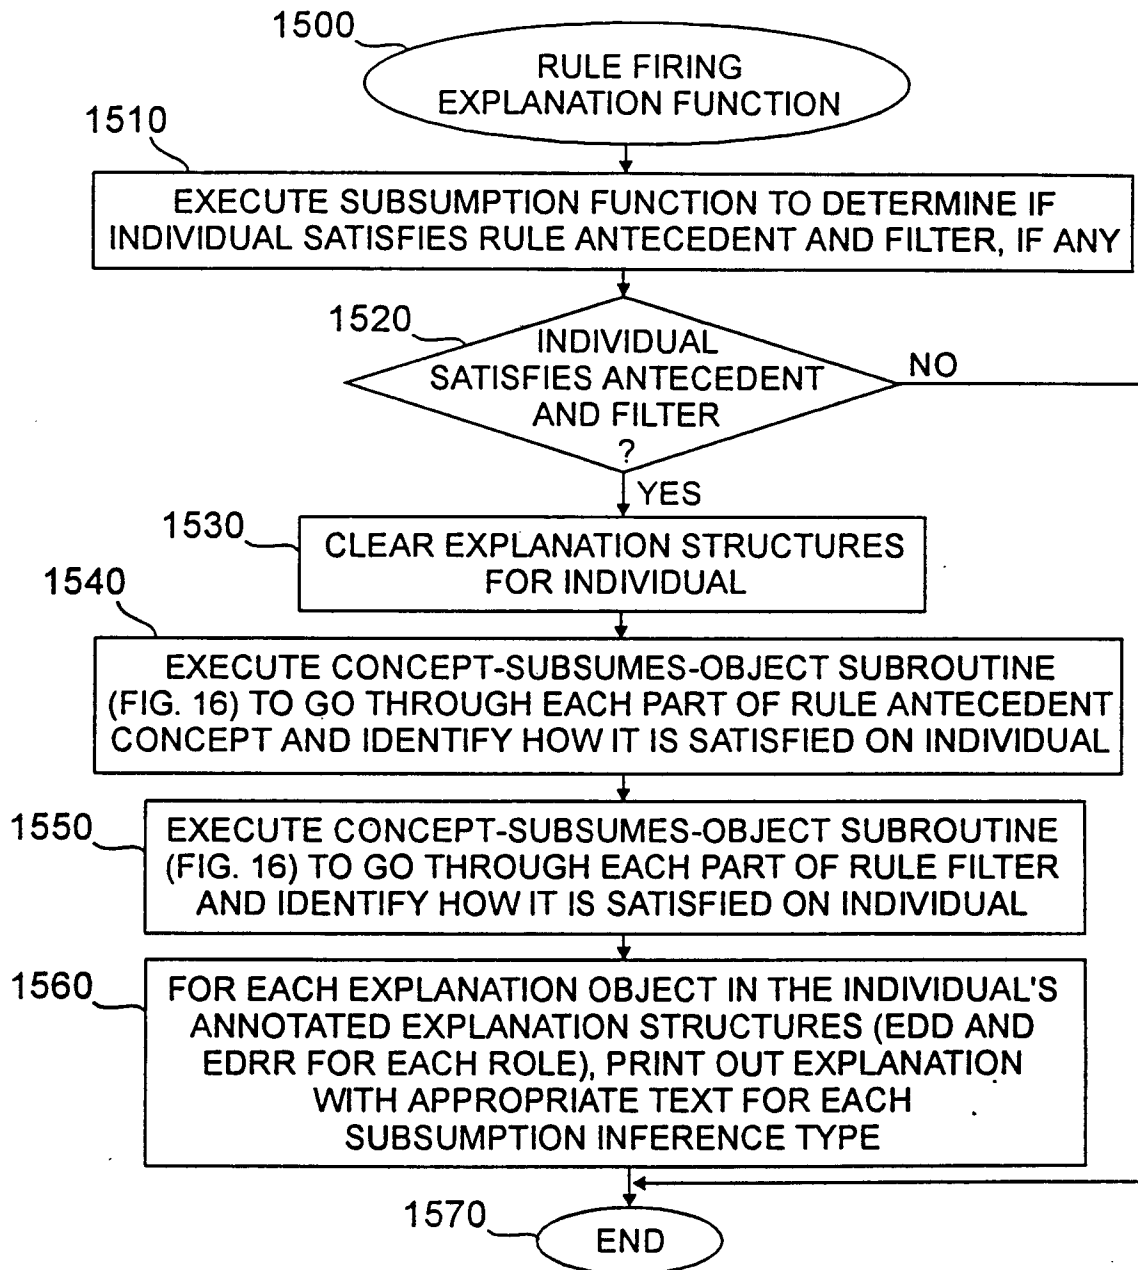 1500
RULE FIRING
EXPLANATION FUNCTION
1510
EXECUTE SUBSUMPTION FUNCTION TO DETERMINE IF
INDIVIDUAL SATISFIES RULE ANTECEDENT AND FILTER, IF ANY
1520
INDIVIDUAL
SATISFIES ANTECEDENT
AND FILTER
?
NO
YES
1530
CLEAR EXPLANATION STRUCTURES
FOR INDIVIDUAL
1540
EXECUTE CONCEPT-SUBSUMES-OBJECT SUBROUTINE
(FIG. 16) TO GO THROUGH EACH PART OF RULE ANTECEDENT
CONCEPT AND IDENTIFY HOW IT IS SATISFIED ON INDIVIDUAL
1550
EXECUTE CONCEPT-SUBSUMES-OBJECT SUBROUTINE
(FIG. 16) TO GO THROUGH EACH PART OF RULE FILTER
AND IDENTIFY HOW IT IS SATISFIED ON INDIVIDUAL
1560
FOR EACH EXPLANATION OBJECT IN THE INDIVIDUAL'S
ANNOTATED EXPLANATION STRUCTURES (EDD AND
EDRR FOR EACH ROLE), PRINT OUT EXPLANATION
WITH APPROPRIATE TEXT FOR EACH
SUBSUMPTION INFERENCE TYPE
1570
END